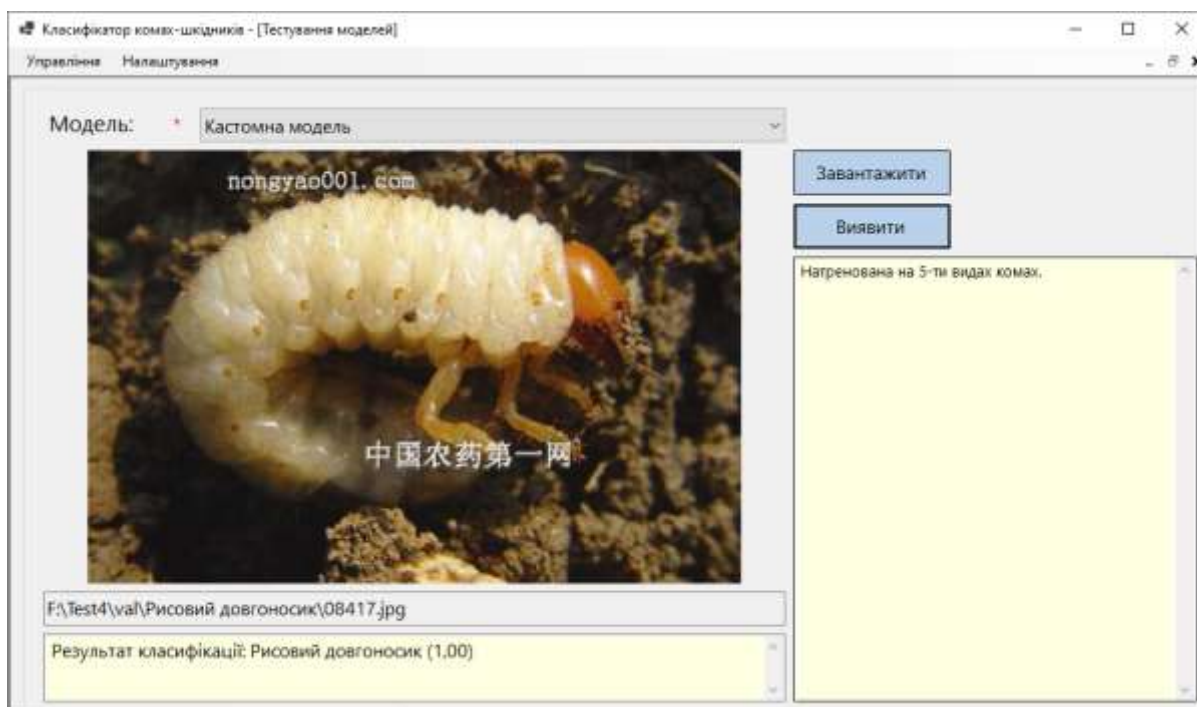 Класифікатор комах-шкідників - [Тестування моделей]
Управління Налаштування
Модель: * Кастомна модель
nongyao001.com
中国农药第一网
Завантажити
Виявити
Натренована на 5-ти видах комах.
F:\Test4\val\Рисовий довгоносик\08417.jpg
Результат класифікації: Рисовий довгоносик (1,00)